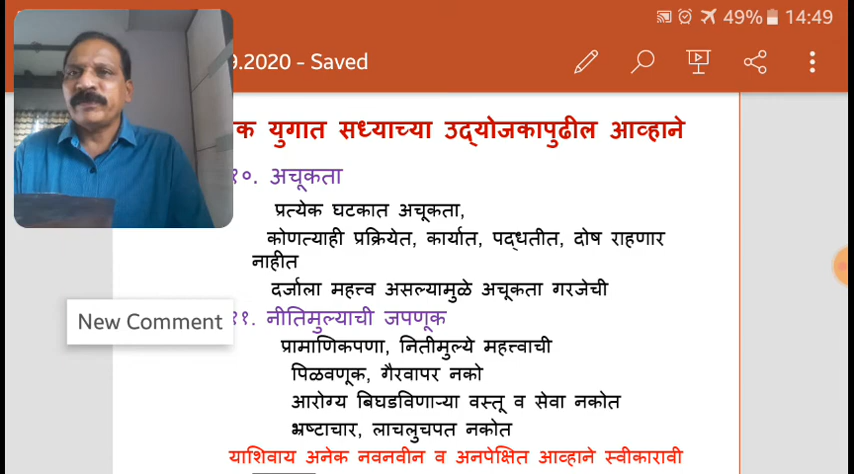 49% 14:49
9.2020 - Saved
क युगात सध्याच्या उद्योजकापुढील आव्हाने
१०. अचूकता
प्रत्येक घटकात अचूकता,
कोणत्याही प्रक्रियेत, कार्यात, पद्धतीत, दोष राहणार
नाहीत
दर्जाला महत्त्व असल्यामुळे अचूकता गरजेची
New Comment
११. नीतिमुल्याची जपणूक
प्रामाणिकपणा, नितीमुल्ये महत्त्वाची
पिळवणूक, गैरवापर नको
आरोग्य बिघडविणाऱ्या वस्तू व सेवा नकोत
भ्रष्टाचार, लाचलुचपत नकोत
याशिवाय अनेक नवनवीन व अनपेक्षित आव्हाने स्वीकारावी